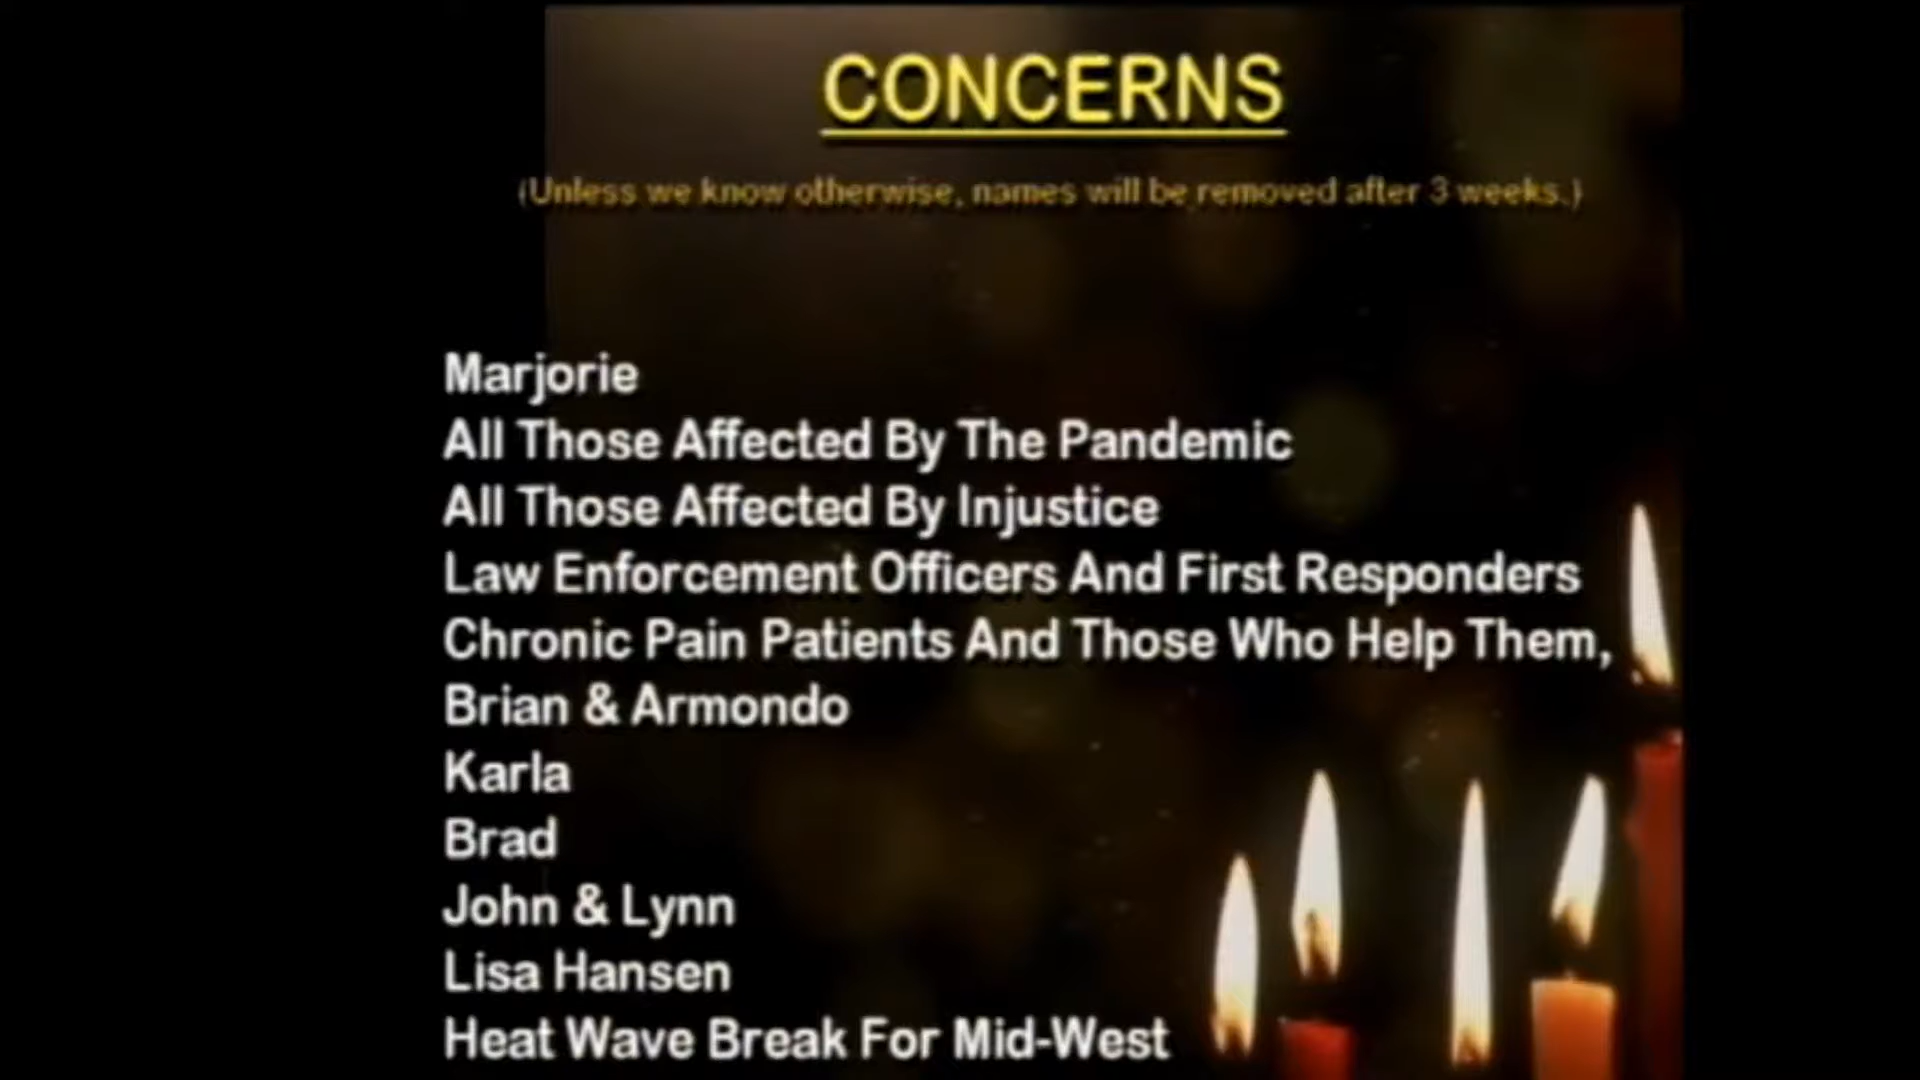 CONCERNS
(Unless we know otherwise, names will be removed after 3 weeks.)
Marjorie
All Those Affected By The Pandemic
All Those Affected By Injustice
Law Enforcement Officers And First Responders
Chronic Pain Patients And Those Who Help Them,
Brian & Armondo
Karla
Brad
John & Lynn
Lisa Hansen
Heat Wave Break For Mid-West